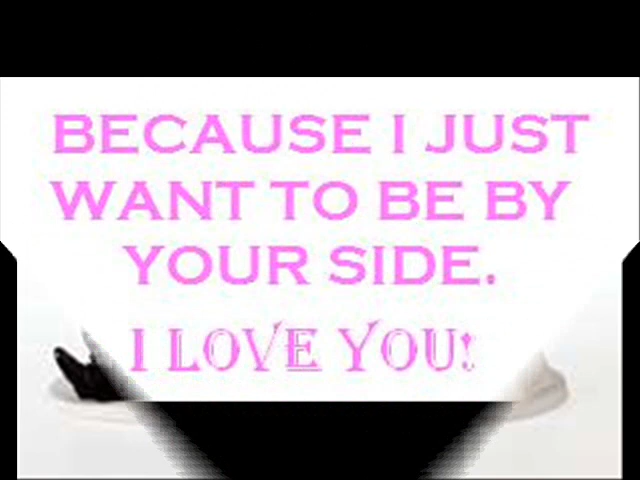 BECAUSE I JUST
WANT TO BE BY
YOUR SIDE.
I LOVE YOU!